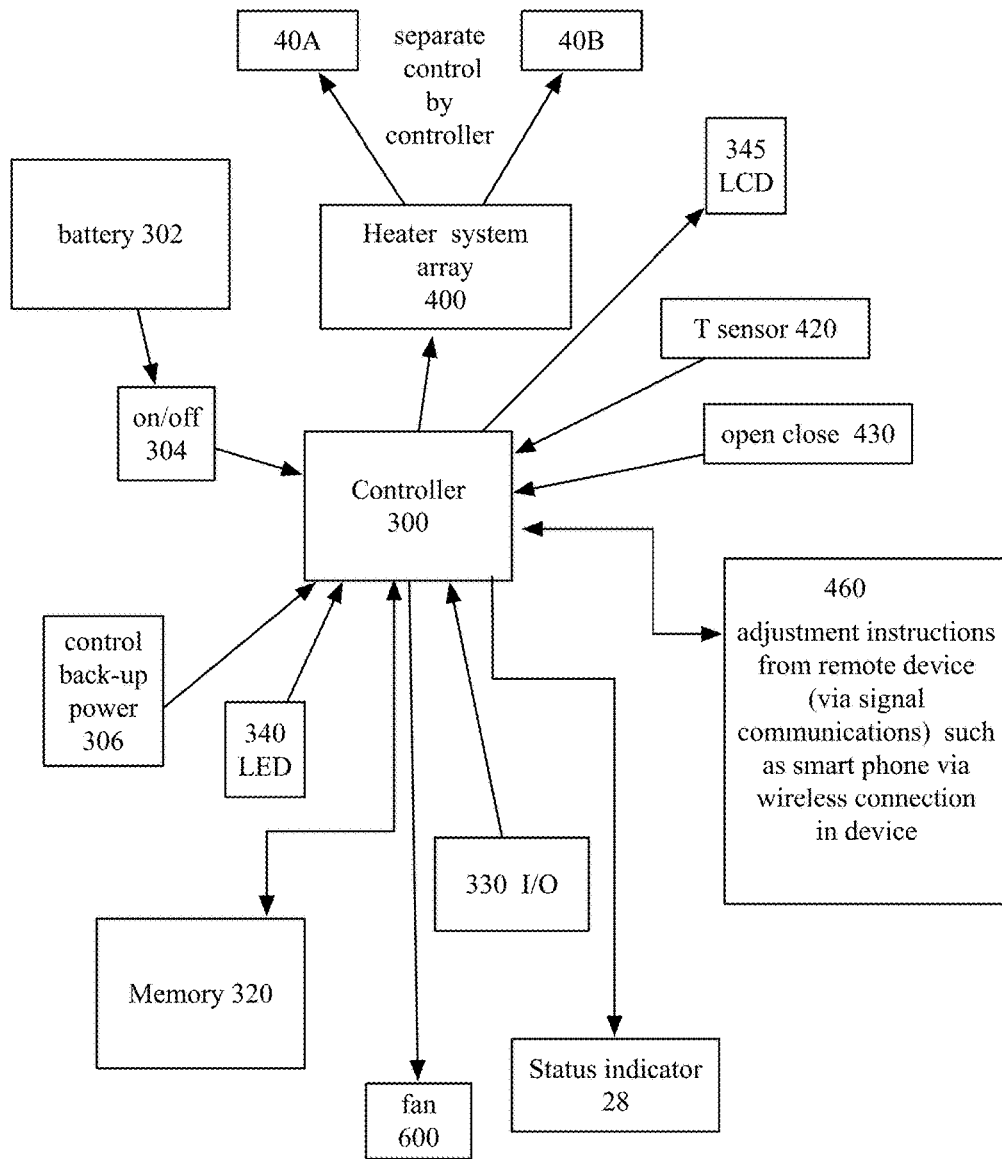 40A
separate
control
by
controller
40B
345
LCD
battery 302
Heater system
array
400
T sensor 420
on/off
304
open close 430
Controller
300
460
adjustment instructions
from remote device
(via signal
communications) such
as smart phone via
wireless connection
in device
control
back-up
power
306
340
LED
330 I/O
Memory 320
Status indicator
28
fan
600